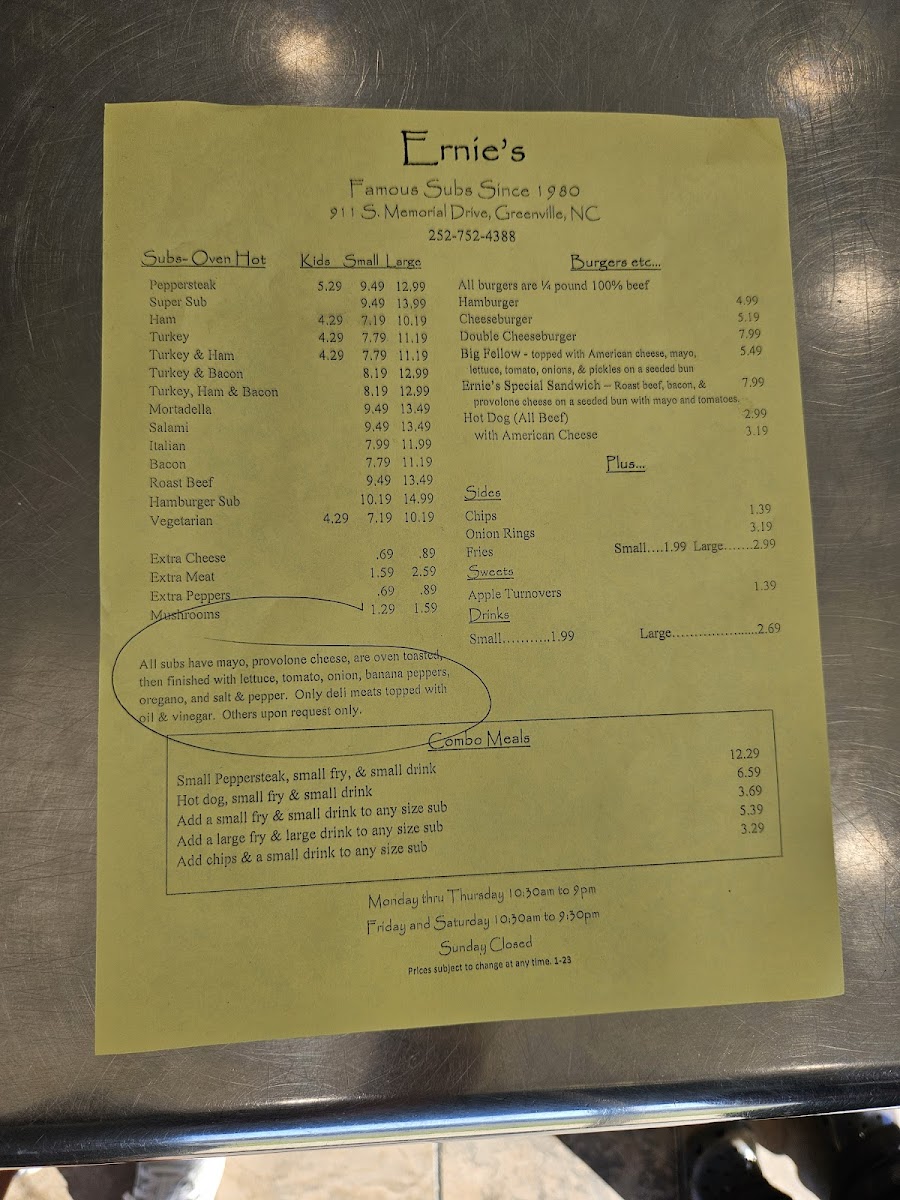 Ernie's
Famous Subs Since 1980
911 S. Memorial Drive, Greenville, NC
252-752-4388
Subs- Oven Hot Kids Small Large
Peppersteak 5.29 9.49 12.99
Super Sub 9.49 13.99
Ham 4.29 7.19 10.19
Turkey 4.29 7.79 11.19
Turkey & Ham 4.29 7.79 11.19
Turkey & Bacon 8.19 12.99
Turkey, Ham & Bacon 8.19 12.99
Mortadella 9.49 13.49
Salami 9.49 13.49
Italian 7.99 11.99
Bacon 7.79 11.19
Roast Beef 9.49 13.49
Hamburger Sub 10.19 14.99
Vegetarian 4.29 7.19 10.19
Extra Cheese .69 .89
Extra Meat 1.59 2.59
Extra Peppers .69 .89
Mushrooms 1.29 1.59
All subs have mayo, provolone cheese, are oven toasted,
then finished with lettuce, tomato, onion, banana peppers,
oregano, and salt & pepper. Only deli meats topped with
oil & vinegar. Others upon request only.
Burgers etc...
All burgers are ¼ pound 100% beef
Hamburger 4.99
Cheeseburger 5.19
Double Cheeseburger 7.99
Big Fellow - topped with American cheese, mayo, 5.49
lettuce, tomato, onions, & pickles on a seeded bun
Ernie's Special Sandwich – Roast beef, bacon, & 7.99
provolone cheese on a seeded bun with mayo and tomatoes.
Hot Dog (All Beef) 2.99
with American Cheese 3.19
Plus...
Sides
Chips 1.39
Onion Rings 3.19
Fries Small....1.99 Large.......2.99
Sweets
Apple Turnovers 1.39
Drinks
Small...........1.99 Large.....................2.69
Combo Meals
Small Peppersteak, small fry, & small drink 12.29
Hot dog, small fry & small drink 6.59
Add a small fry & small drink to any size sub 3.69
Add a large fry & large drink to any size sub 5.39
Add chips & a small drink to any size sub 3.29
Monday thru Thursday 10:30am to 9pm
Friday and Saturday 10:30am to 9:30pm
Sunday Closed
Prices subject to change at any time. 1-23